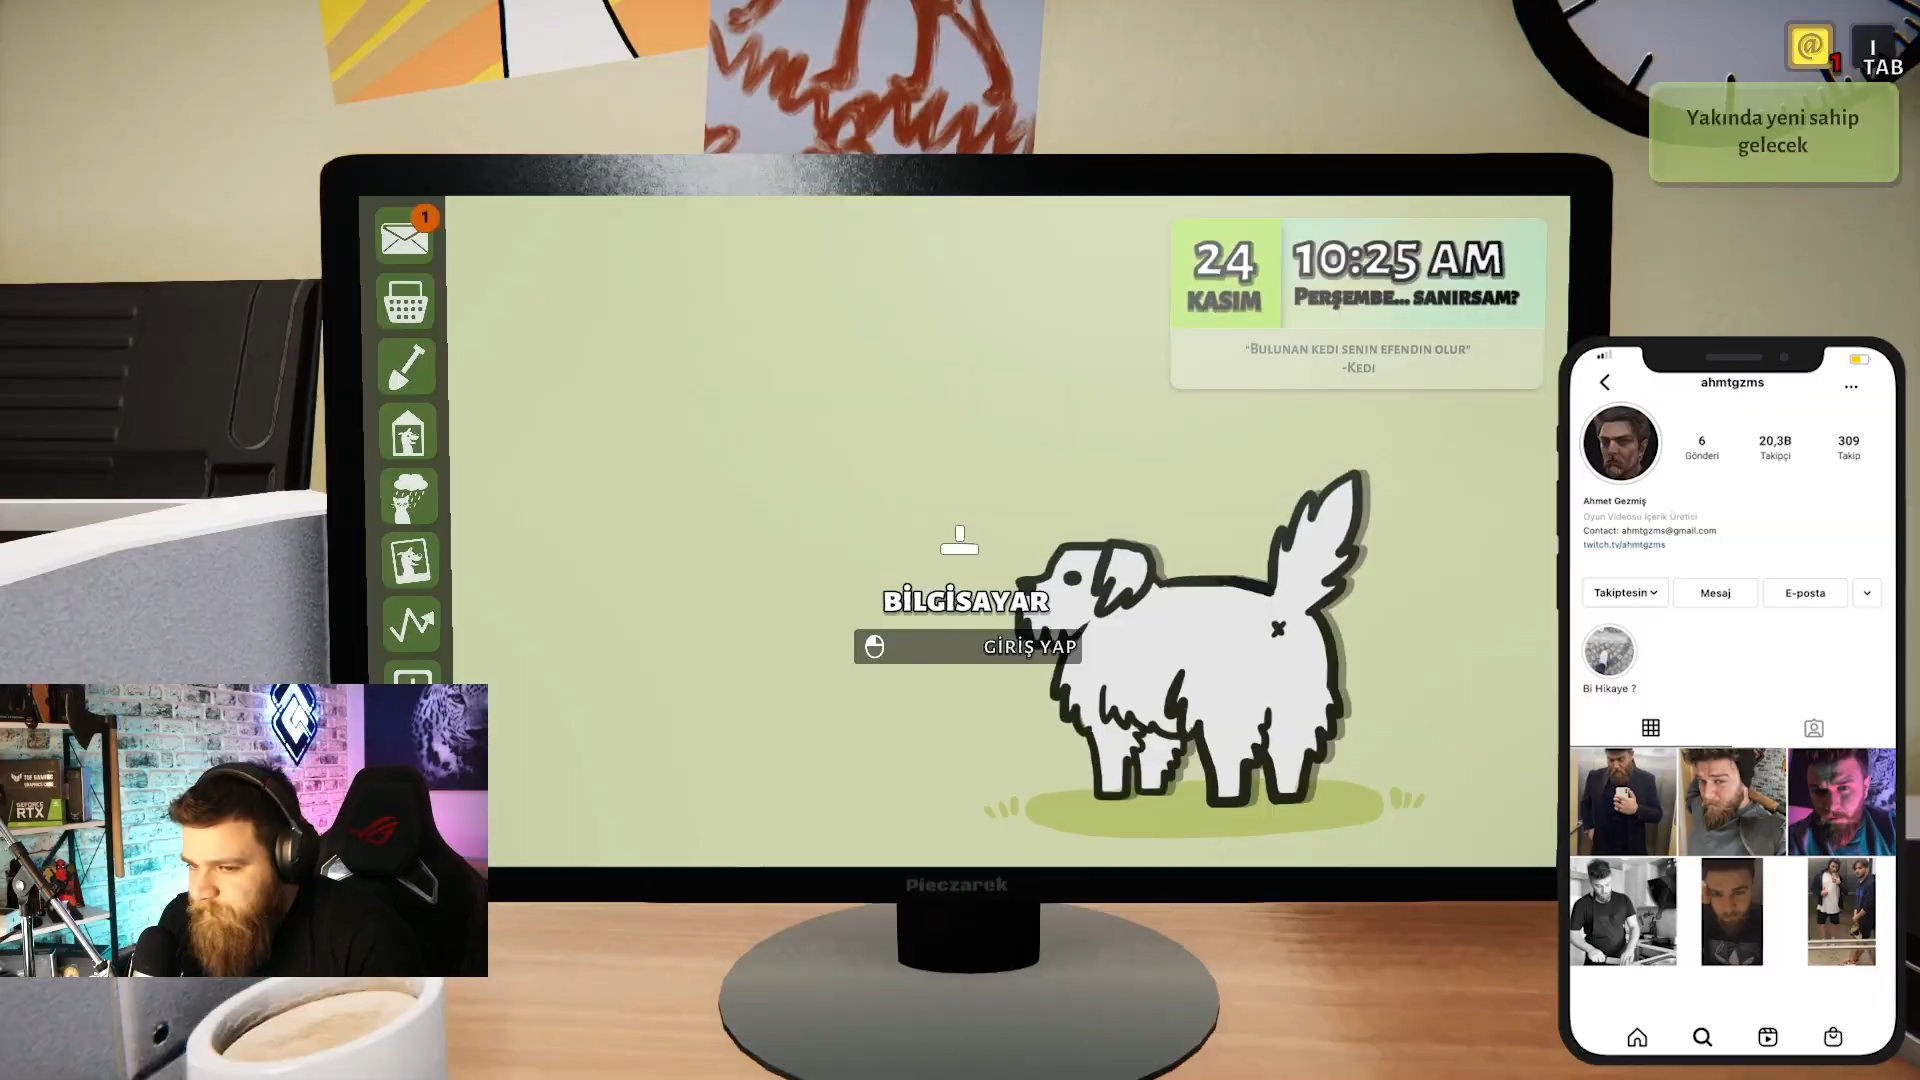 1
TAB
Yakında yeni sahip
gelecek
1
24
KASIM
10:25 AM
PERŞEMBE... SANIRSAM?
"BULUNAN KEDI SENIN EFENDIN OLUR"
-KEDI
BİLGİSAYAR
GİRİŞ YAP
Pieczarek
GEFORCE
RTX
ahmtgzms
...
6
20,3B
309
Gönderi
Takipçi
Takip
Ahmet Gezmiş
Oyun Videosu İçerik Üretici
Contact: ahmtgzms@gmail.com
twitch.tv/ahmtgzms
Takiptesin
Mesaj
E-posta
Bi Hikaye ?